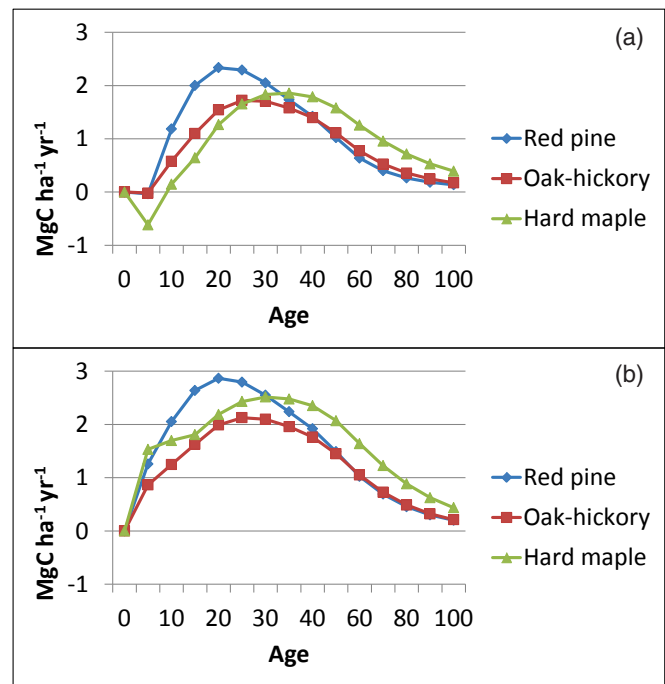 (a)
3
2
1
0
-1
MgC ha⁻¹ yr⁻¹
0 10 20 30 40 60 80 100
Age
Red pine
Oak-hickory
Hard maple
(b)
3
2
1
0
-1
MgC ha⁻¹ yr⁻¹
0 10 20 30 40 60 80 100
Age
Red pine
Oak-hickory
Hard maple